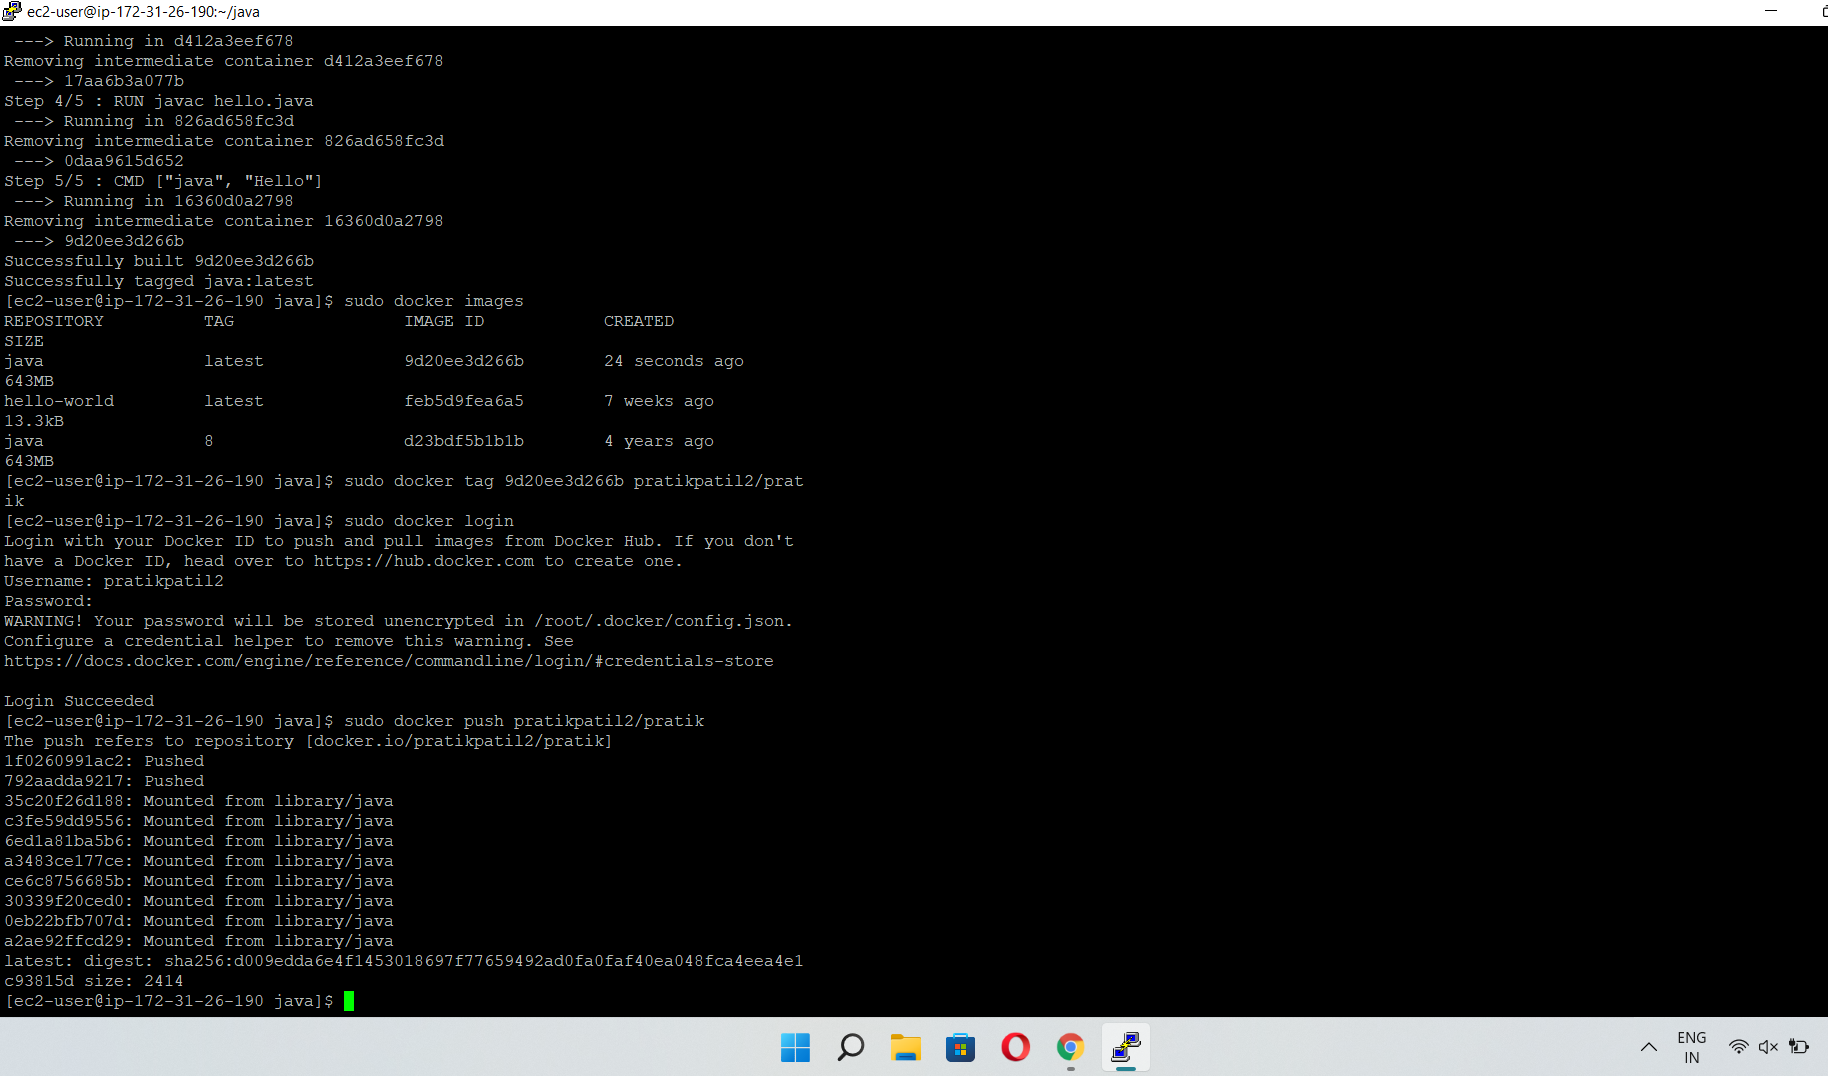 ec2-user@ip-172-31-26-190:~/java
---> Running in d412a3eef678
Removing intermediate container d412a3eef678
---> 17aa6b3a077b
Step 4/5 : RUN javac hello.java
---> Running in 826ad658fc3d
Removing intermediate container 826ad658fc3d
---> 0daa9615d652
Step 5/5 : CMD ["java", "Hello"]
---> Running in 16360d0a2798
Removing intermediate container 16360d0a2798
---> 9d20ee3d266b
Successfully built 9d20ee3d266b
Successfully tagged java:latest
[ec2-user@ip-172-31-26-190 java]$ sudo docker images
REPOSITORY          TAG                 IMAGE ID            CREATED
SIZE
java                latest              9d20ee3d266b        24 seconds ago
643MB
hello-world         latest              feb5d9fea6a5        7 weeks ago
13.3kB
java                8                   d23bdf5b1b1b        4 years ago
643MB
[ec2-user@ip-172-31-26-190 java]$ sudo docker tag 9d20ee3d266b pratikpatil2/prat
ik
[ec2-user@ip-172-31-26-190 java]$ sudo docker login
Login with your Docker ID to push and pull images from Docker Hub. If you don't
have a Docker ID, head over to https://hub.docker.com to create one.
Username: pratikpatil2
Password:
WARNING! Your password will be stored unencrypted in /root/.docker/config.json.
Configure a credential helper to remove this warning. See
https://docs.docker.com/engine/reference/commandline/login/#credentials-store
Login Succeeded
[ec2-user@ip-172-31-26-190 java]$ sudo docker push pratikpatil2/pratik
The push refers to repository [docker.io/pratikpatil2/pratik]
1f0260991ac2: Pushed
792aadda9217: Pushed
35c20f26d188: Mounted from library/java
c3fe59dd9556: Mounted from library/java
6ed1a81ba5b6: Mounted from library/java
a3483ce177ce: Mounted from library/java
ce6c8756685b: Mounted from library/java
30339f20ced0: Mounted from library/java
0eb22bfb707d: Mounted from library/java
a2ae92ffcd29: Mounted from library/java
latest: digest: sha256:d009edda6e4f1453018697f77659492ad0fa0faf40ea048fca4eea4e1
c93815d size: 2414
[ec2-user@ip-172-31-26-190 java]$
ENG
IN